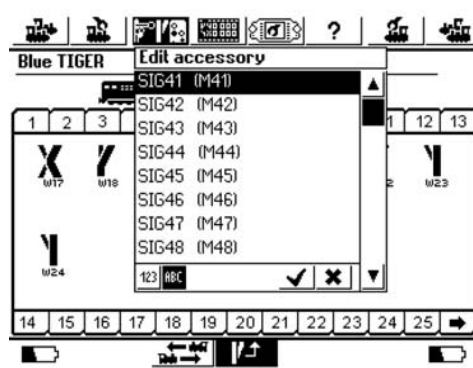 ?
Blue TIGER
Edit accessory
SIG41 (M41)
SIG42 (M42)
SIG43 (M43)
SIG44 (M44)
SIG45 (M45)
SIG46 (M46)
SIG47 (M47)
SIG48 (M48)
123 ABC
1 2 3 1 12 13
W17 W18 2 W23
W24
14 15 16 17 18 19 20 21 22 23 24 25